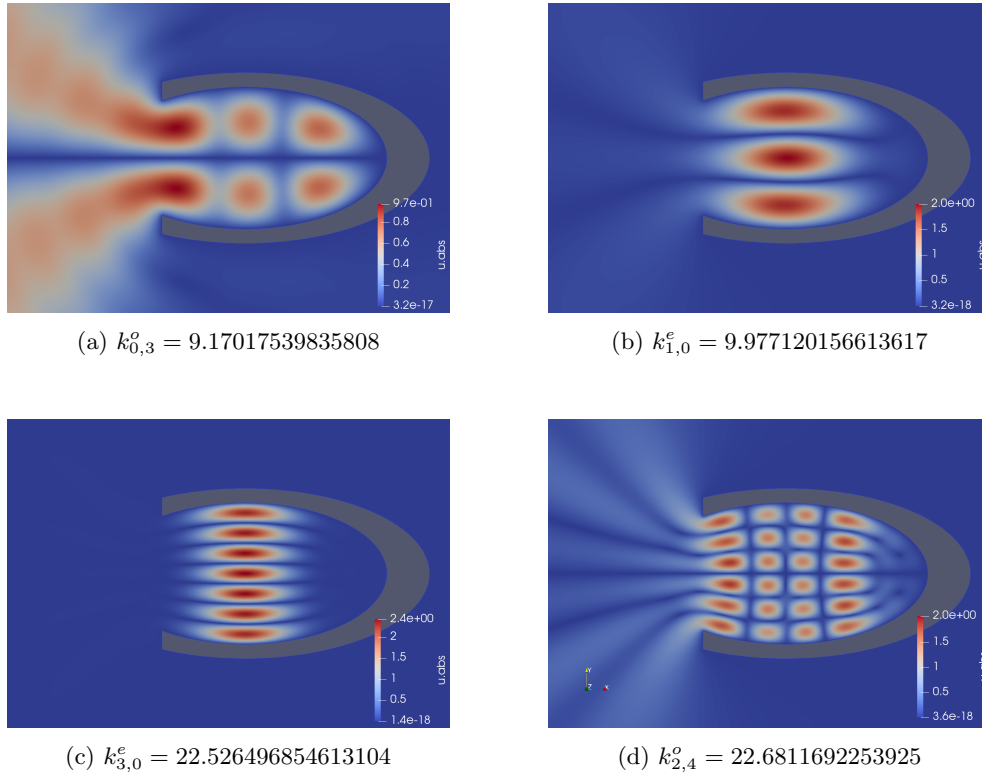 9.7e-01
0.8
0.6
0.4
0.2
3.2e-17
u.abs
2.0e+00
1.5
1
0.5
3.2e-18
u.abs
(a) k^o_{0,3} = 9.17017539835808
(b) k^e_{1,0} = 9.977120156613617
2.4e+00
2
1.5
1
0.5
1.4e-18
u.abs
Y
Z
X
2.0e+00
1.5
1
0.5
3.6e-18
u.abs
(c) k^e_{3,0} = 22.526496854613104
(d) k^o_{2,4} = 22.6811692253925